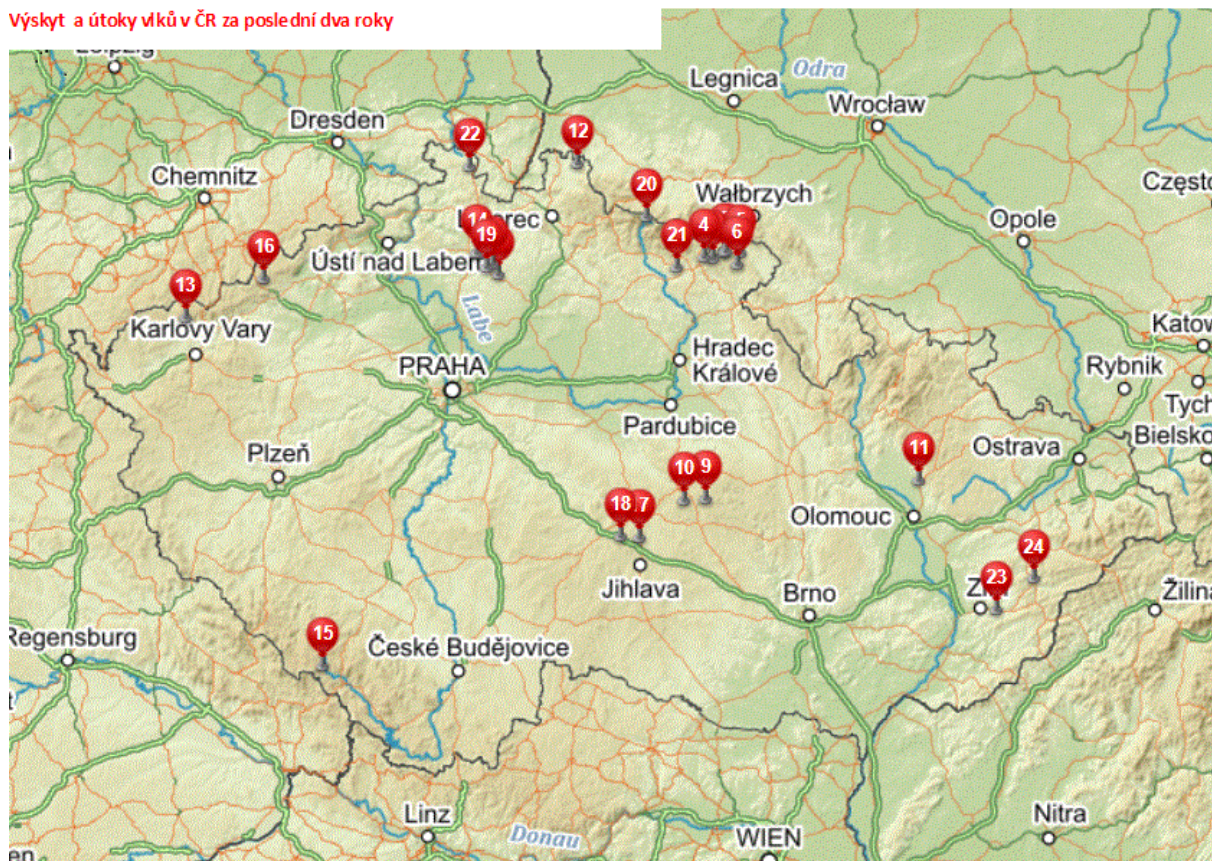 Výskyt a útoky vlků v ČR za poslední dva roky
Legnica
Odra
Wrocław
Dresden
22
12
Chemnitz
20
Wałbrzych
Często
14
Opole
4
19
21
6
16
Ústí nad Labem
13
Labe
Karlovy Vary
Katow
PRAHA
Hradec
Králové
Rybnik
Pardubice
Tych
Bielsko
Ostrava
Plzeň
11
10
9
18
7
Olomouc
24
Jihlava
23
Brno
Žilina
15
Regensburg
České Budějovice
Linz
Donau
Nitra
WIEN